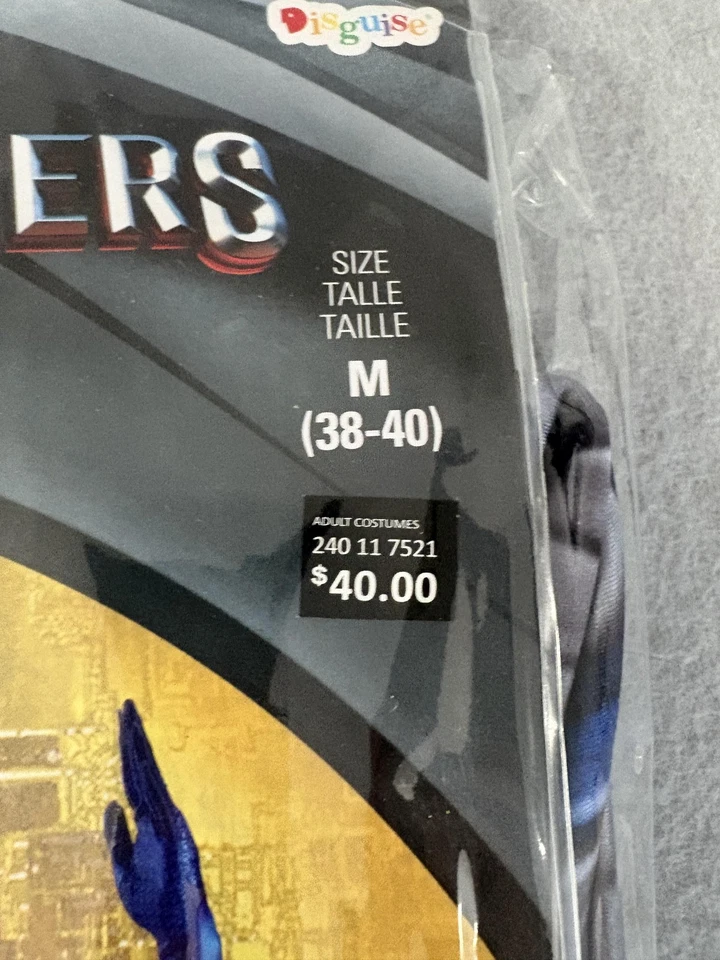 Disguise
ERS
SIZE
TALLE
TAILLE
M
(38-40)
ADULT COSTUMES
240 11 7521
$40.00